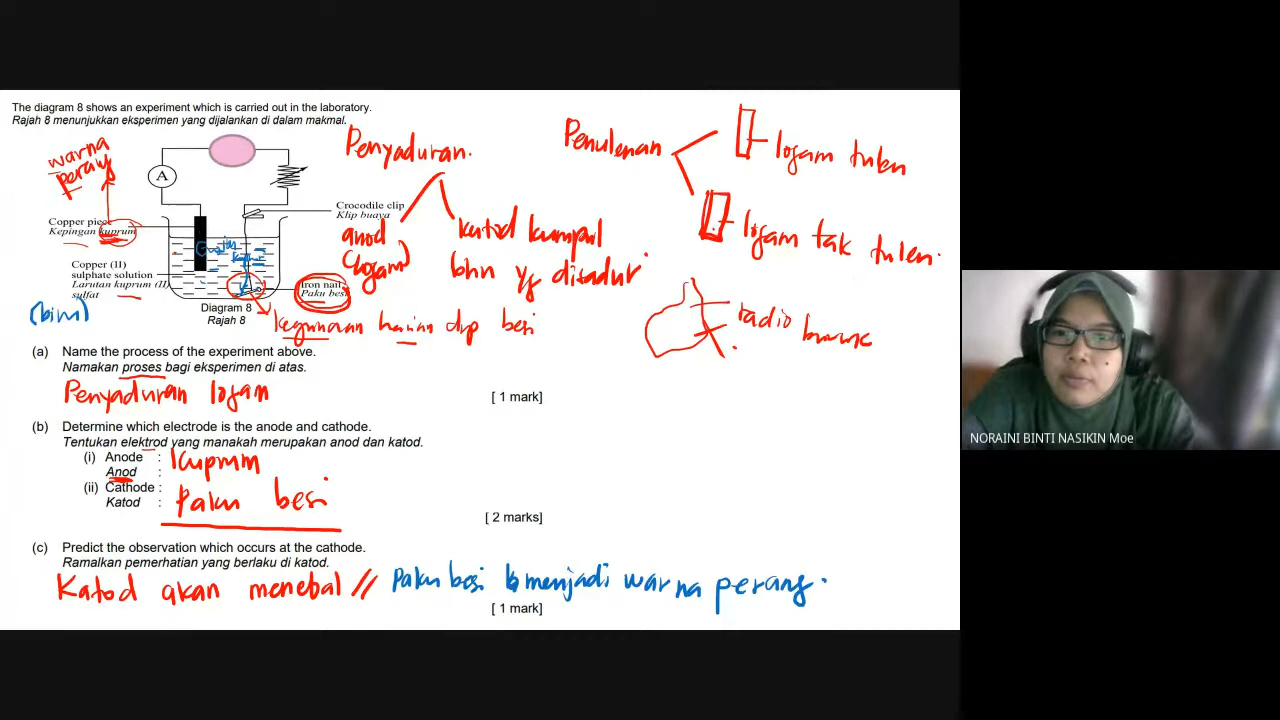 The diagram 8 shows an experiment which is carried out in the laboratory.
Rajah 8 menunjukkan eksperimen yang dijalankan di dalam makmal.
warna
perang
A
Copper piece
Kepingan kuprum
Copper (II)
sulphate solution
Larutan kuprum (II)
sulfat
(biru)
Crocodile clip
Klip buaya
Iron nail
Paku besi
Diagram 8
Rajah 8
Penyaduran.
anod
(logam)
katod kumpul
bhn yg disadur
kegunaan harian drp besi
Penulenan
logam tulen
logam tak tulen.
radio
(a) Name the process of the experiment above.
Namakan proses bagi eksperimen di atas.
Penyaduran logam
[ 1 mark]
(b) Determine which electrode is the anode and cathode.
Tentukan elektrod yang manakah merupakan anod dan katod.
(i) Anode : kuprum
Anod :
(ii) Cathode : Paku besi
Katod :
[ 2 marks]
(c) Predict the observation which occurs at the cathode.
Ramalkan pemerhatian yang berlaku di katod.
Katod akan menebal // Paku besi menjadi warna perang.
[ 1 mark]
NORAINI BINTI NASIKIN Moe